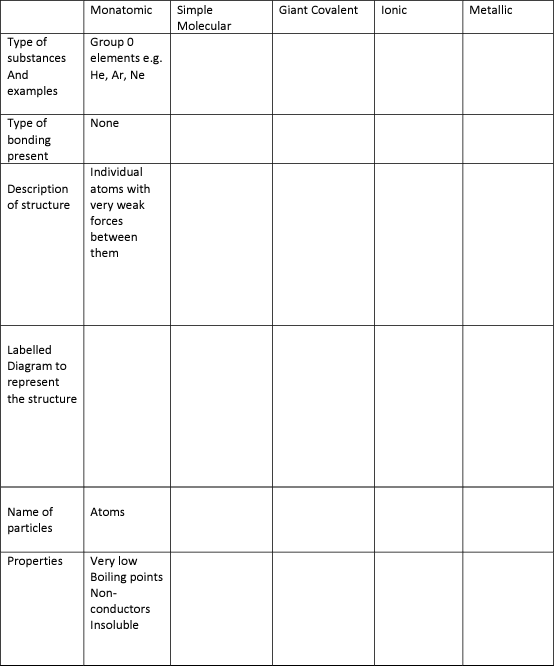 Monatomic
Simple
Molecular
Giant Covalent
Ionic
Metallic
Type of
substances
And
examples
Group 0
elements e.g.
He, Ar, Ne
Type of
bonding
present
None
Description
of structure
Individual
atoms with
very weak
forces
between
them
Labelled
Diagram to
represent
the structure
Name of
particles
Atoms
Properties
Very low
Boiling points
Non-
conductors
Insoluble